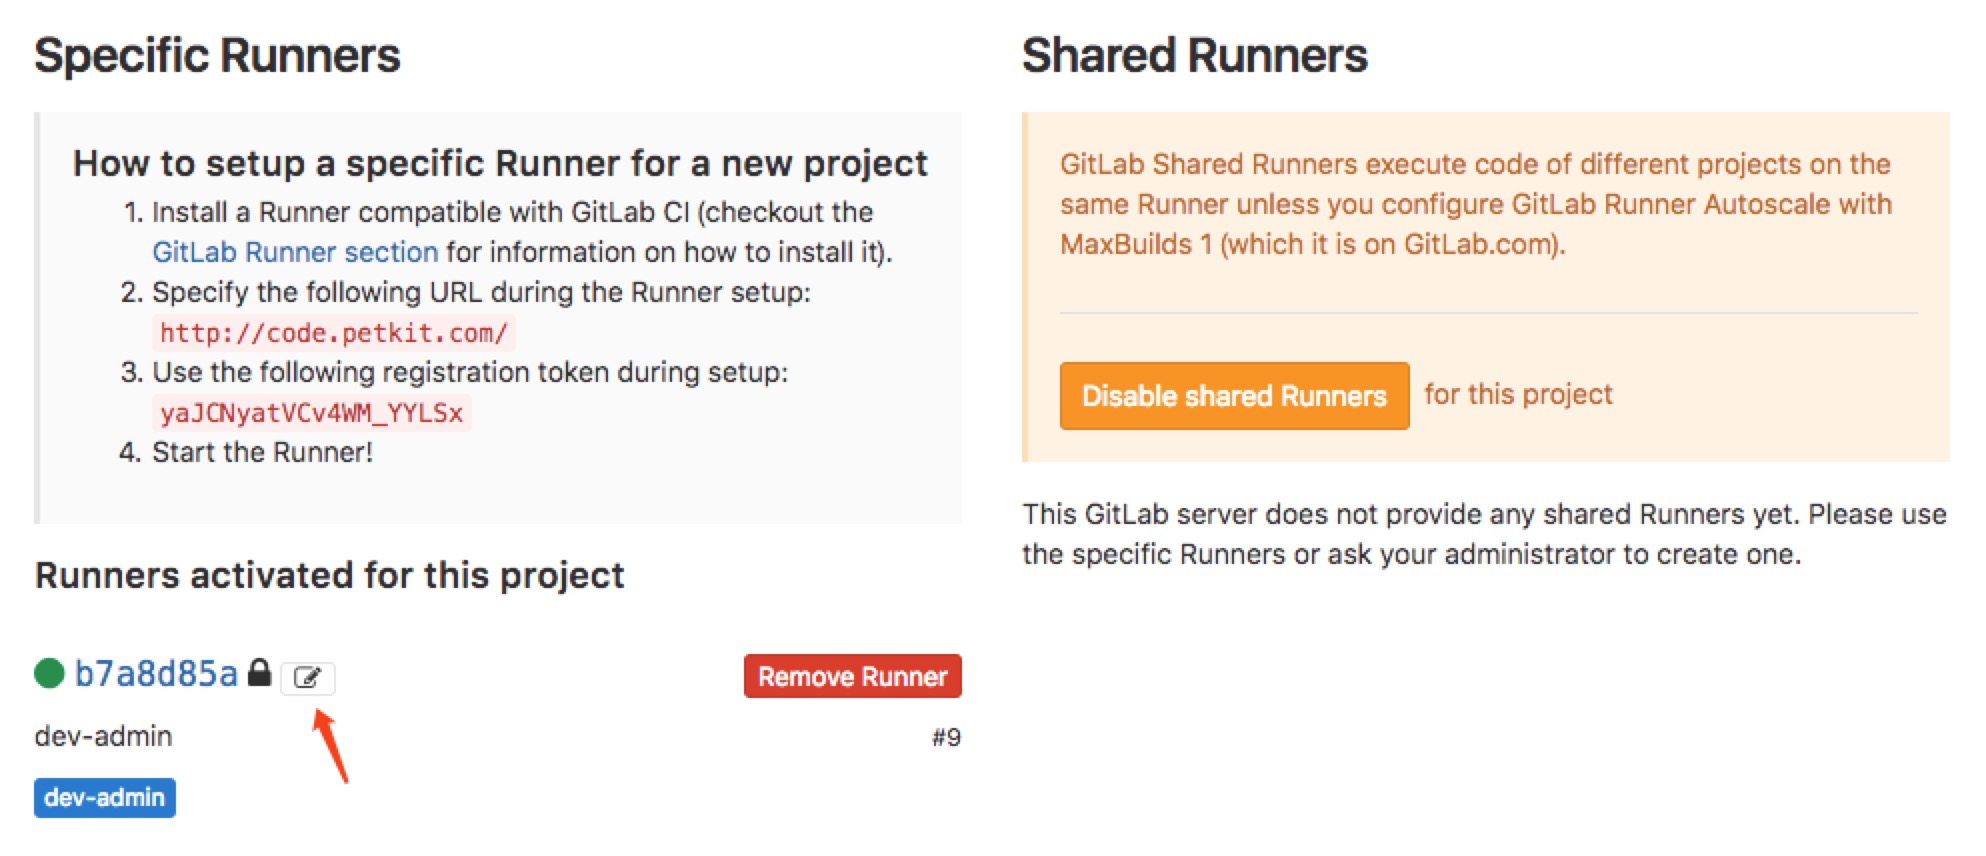 Specific Runners
How to setup a specific Runner for a new project
1. Install a Runner compatible with GitLab CI (checkout the
GitLab Runner section for information on how to install it).
2. Specify the following URL during the Runner setup:
http://code.petkit.com/
3. Use the following registration token during setup:
yaJCNyatVCv4WM_YYLSx
4. Start the Runner!
Runners activated for this project
b7a8d85a
Remove Runner
dev-admin
#9
dev-admin
Shared Runners
GitLab Shared Runners execute code of different projects on the
same Runner unless you configure GitLab Runner Autoscale with
MaxBuilds 1 (which it is on GitLab.com).
Disable shared Runners for this project
This GitLab server does not provide any shared Runners yet. Please use
the specific Runners or ask your administrator to create one.